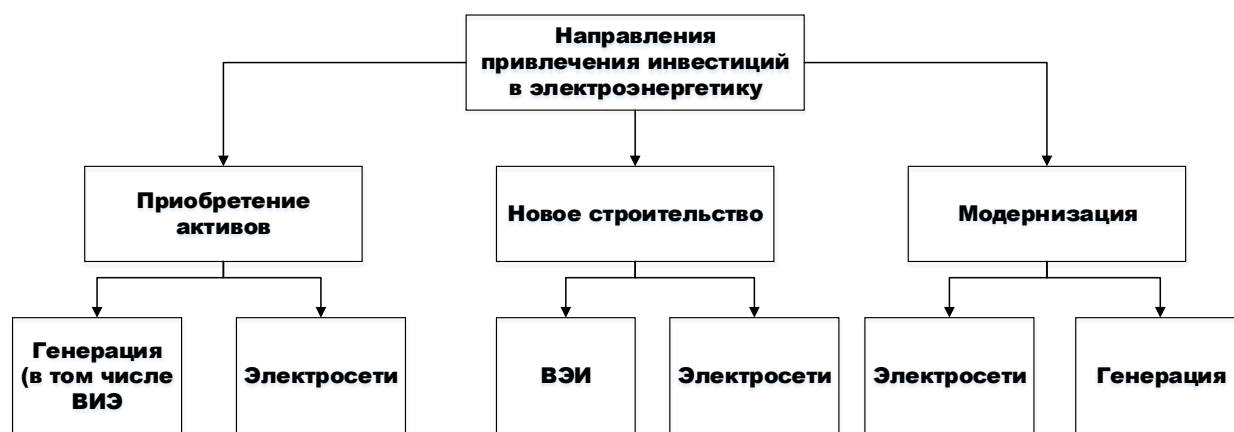 Направления
привлечения инвестиций
в электроэнергетику
Приобретение
активов
Новое строительство
Модернизация
Генерация
(в том числе
ВИЭ
Электросети
ВЭИ
Электросети
Электросети
Генерация